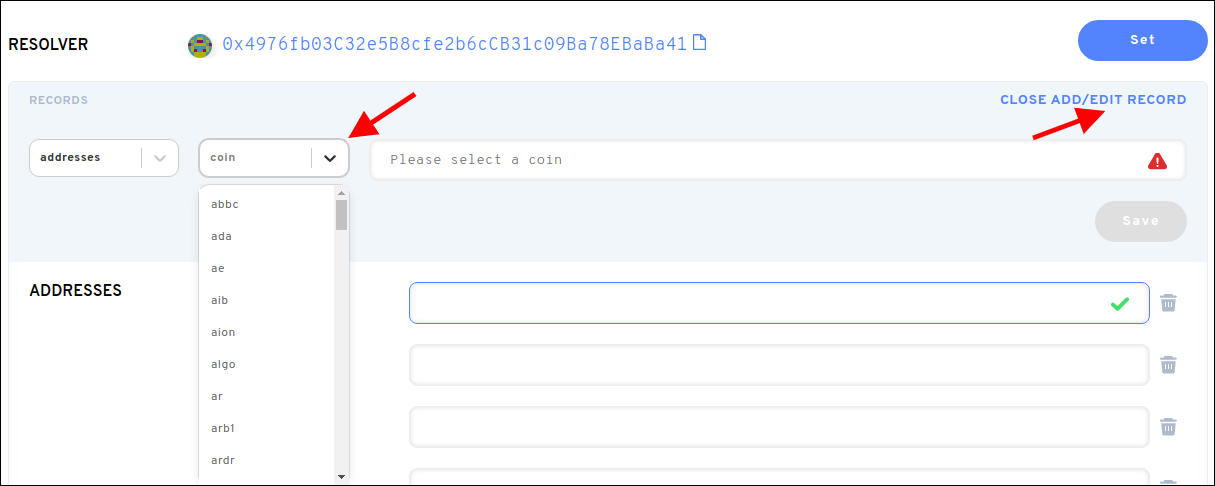 RESOLVER
0x4976fb03C32e5B8cfe2b6cCB31c09Ba78EBaBa41
Set
RECORDS
CLOSE ADD/EDIT RECORD
addresses
coin
Please select a coin
Save
abbc
ada
ae
aib
aion
algo
ar
arb1
ardr
ADDRESSES